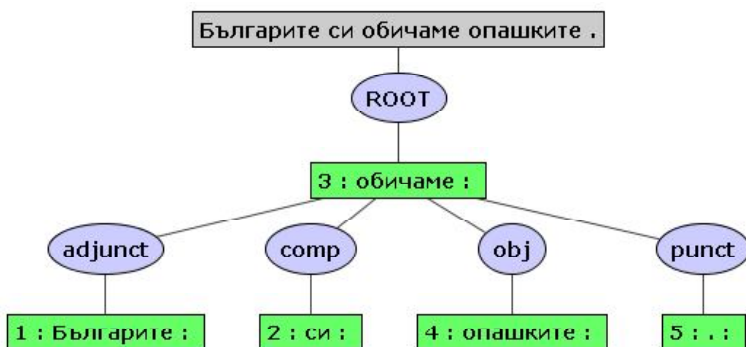 Българите си обичаме опашките .
ROOT
3 : обичаме :
adjunct comp obj punct
1 : Българите : 2 : си : 4 : опашките : 5 : . :